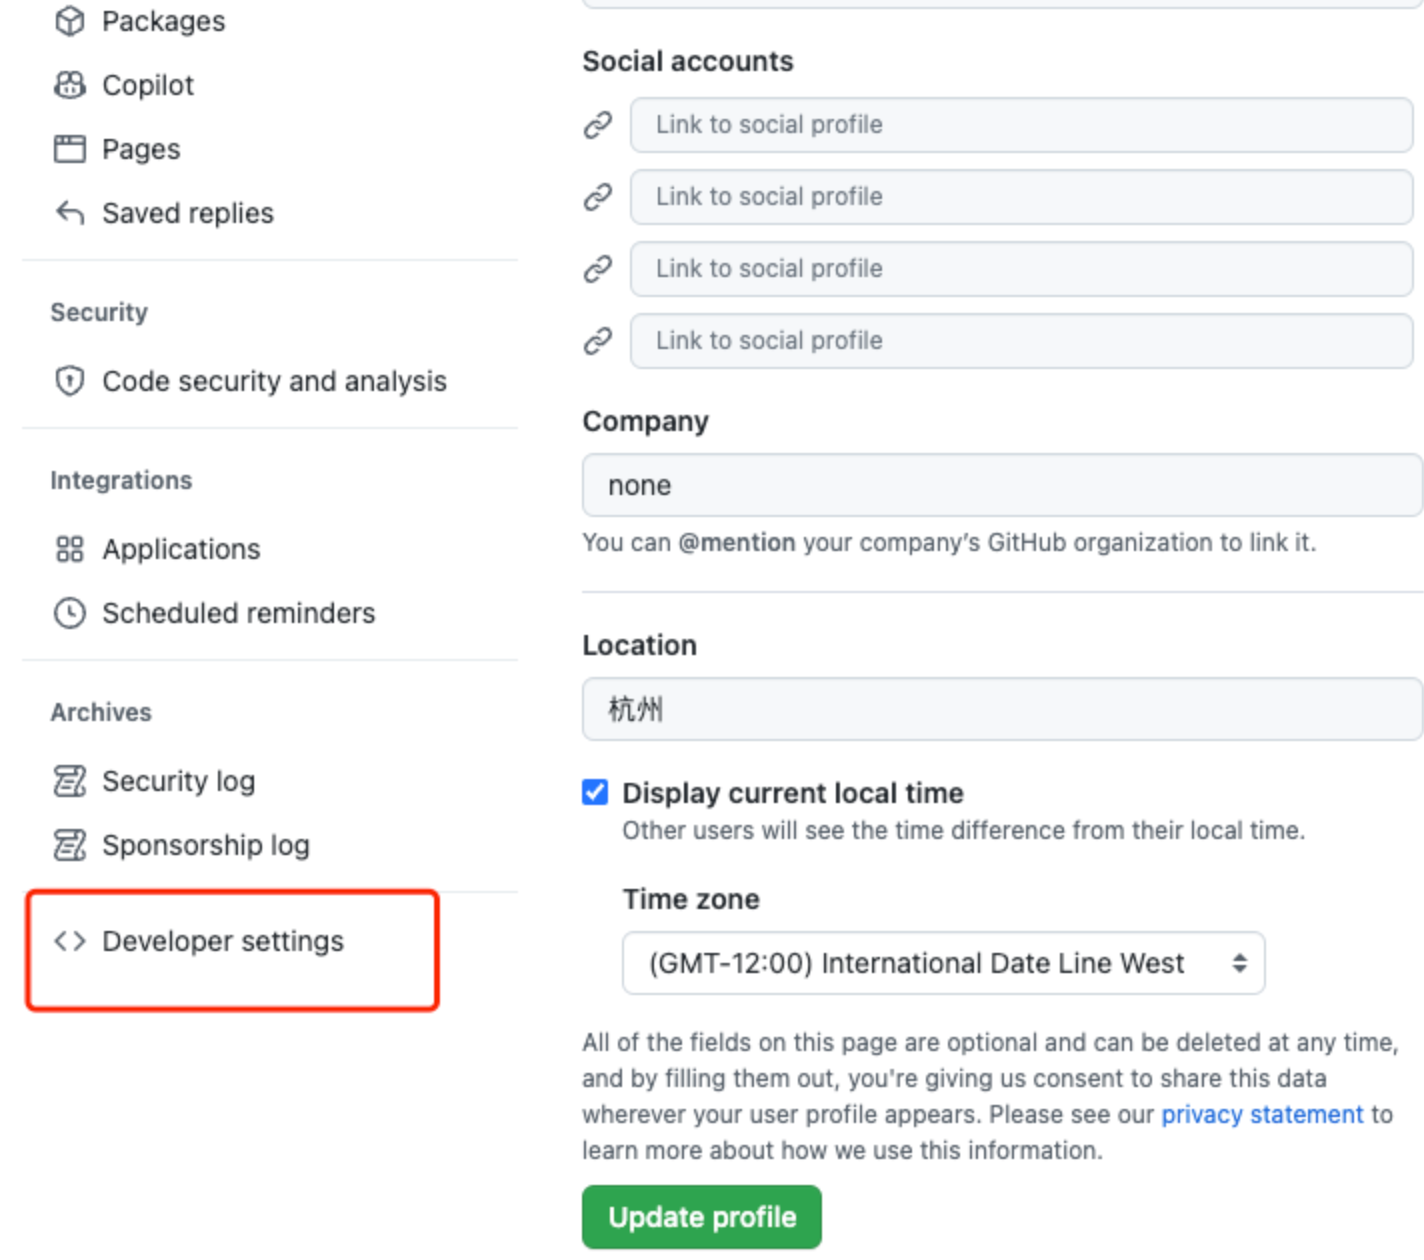 Packages
Copilot
Pages
Saved replies
Security
Code security and analysis
Integrations
Applications
Scheduled reminders
Archives
Security log
Sponsorship log
Developer settings
Social accounts
Link to social profile
Link to social profile
Link to social profile
Link to social profile
Company
none
You can @mention your company’s GitHub organization to link it.
Location
杭州
Display current local time
Other users will see the time difference from their local time.
Time zone
(GMT-12:00) International Date Line West
All of the fields on this page are optional and can be deleted at any time,
and by filling them out, you're giving us consent to share this data
wherever your user profile appears. Please see our privacy statement to
learn more about how we use this information.
Update profile